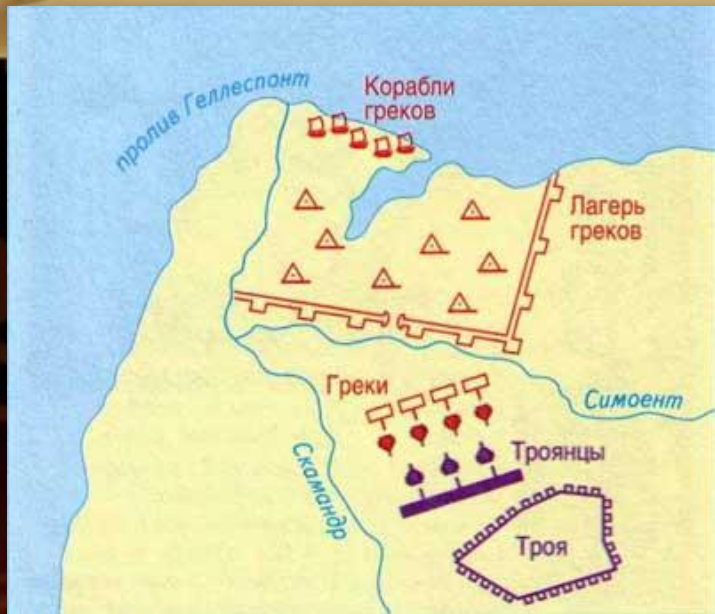 пролив Геллеспонт
Корабли
греков
Лагерь
греков
Греки
Симоент
Скамандр
Троянцы
Троя